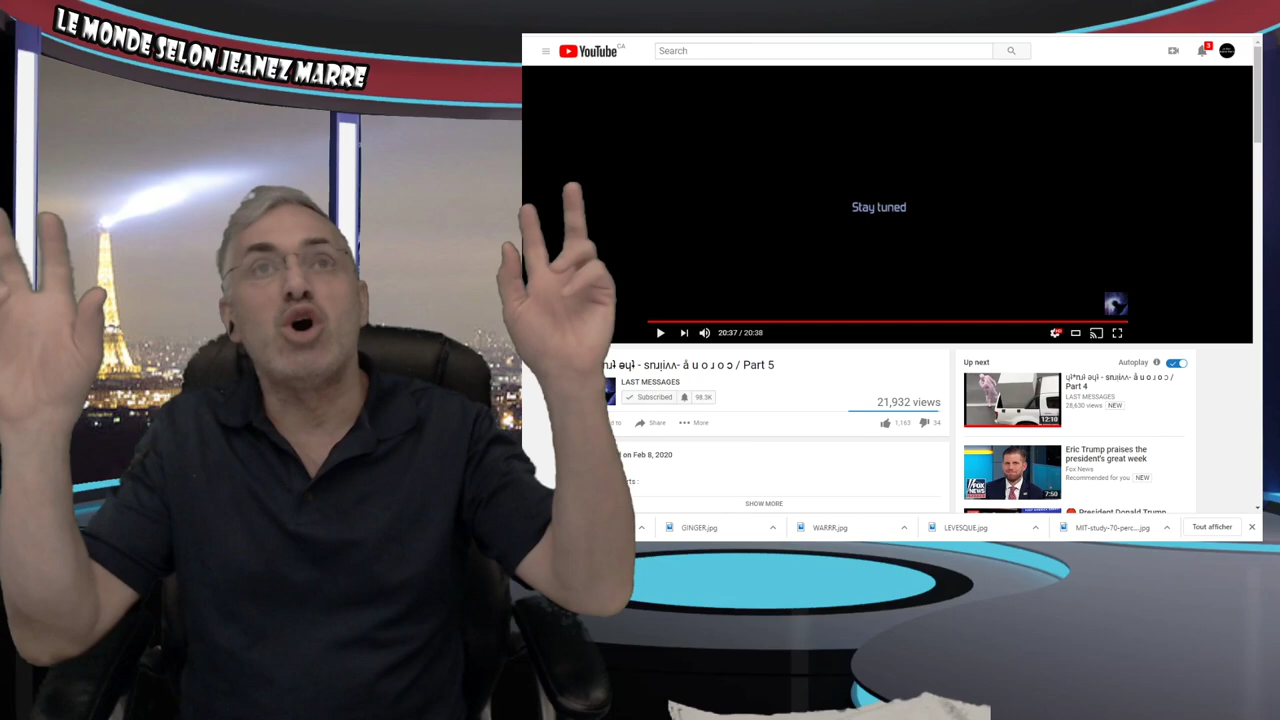 LE MONDE SELON JEANEZ MARRE
YouTube CA
Search
3
Stay tuned
20:37 / 20:38
HD
LAST MESSAGES
Subscribed 98.3K
21,932 views
Share
More
1,163
34
on Feb 8, 2020
SHOW MORE
Up next
Autoplay
Part 4
LAST MESSAGES
28,630 views NEW
12:10
Eric Trump praises the
president's great week
Fox News
Recommended for you NEW
FOX
NEWS
7:50
President Donald Trump
GINGER.jpg
WARRR.jpg
LEVESQUE.jpg
MIT-study-70-perc....jpg
Tout afficher